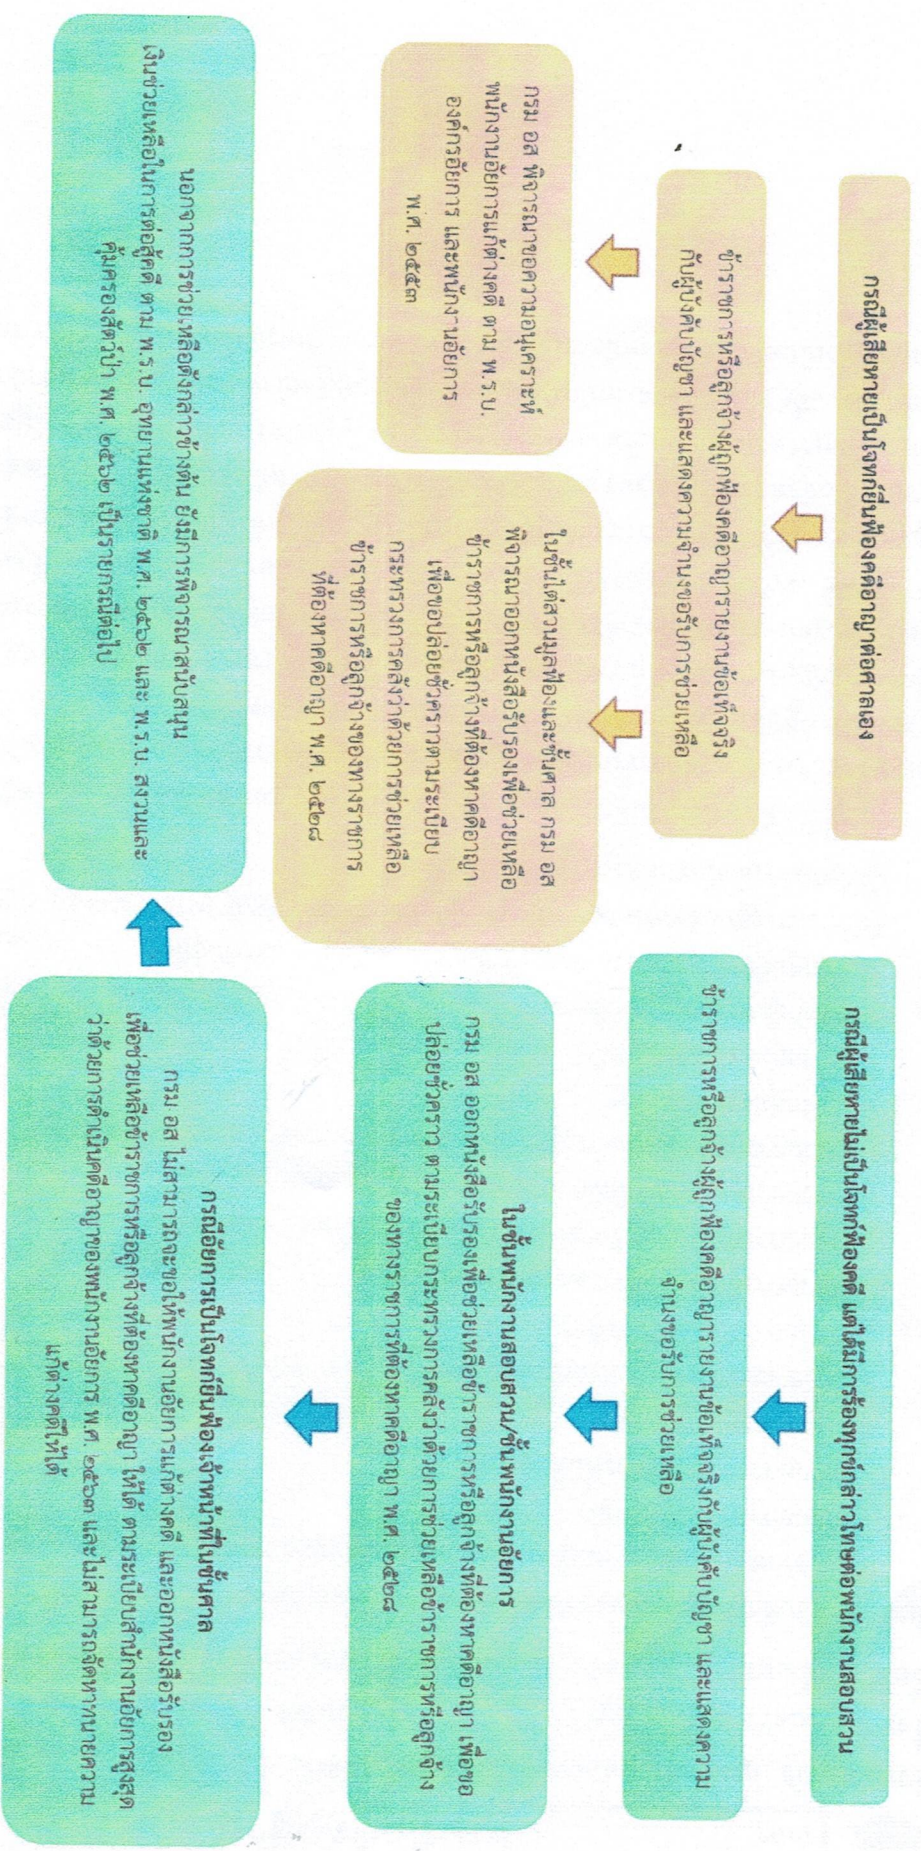 กรณีผู้เสียหายเป็นโจทก์ยื่นฟ้องคดีอาญาต่อศาลเอง
ข้าราชการหรือลูกจ้างผู้ถูกฟ้องคดีอาญารายงานข้อเท็จจริง
กับผู้บังคับบัญชา และแสดงความจำนงขอรับการช่วยเหลือ
กรม อส พิจารณาขอความอนุเคราะห์
พนักงานอัยการแก้ต่างคดี ตาม พ.ร.บ.
องค์กรอัยการ และพนักงานอัยการ
พ.ศ. ๒๕๕๓
ในชั้นไต่สวนมูลฟ้องและชั้นศาล กรม อส
พิจารณาออกหนังสือรับรองเพื่อช่วยเหลือ
ข้าราชการหรือลูกจ้างที่ต้องหาคดีอาญา
เพื่อขอปล่อยชั่วคราวตามระเบียบ
กระทรวงการคลังว่าด้วยการช่วยเหลือ
ข้าราชการหรือลูกจ้างของทางราชการ
ที่ต้องหาคดีอาญา พ.ศ. ๒๕๒๘
กรณีผู้เสียหายไม่เป็นโจทก์ฟ้องคดี แต่ได้มีการร้องทุกข์กล่าวโทษต่อพนักงานสอบสวน
ข้าราชการหรือลูกจ้างผู้ถูกฟ้องคดีอาญารายงานข้อเท็จจริงกับผู้บังคับบัญชา และแสดงความ
จำนงขอรับการช่วยเหลือ
ในชั้นพนักงานสอบสวน/ชั้นพนักงานอัยการ
กรม อส ออกหนังสือรับรองเพื่อช่วยเหลือข้าราชการหรือลูกจ้างที่ต้องหาคดีอาญา เพื่อขอ
ปล่อยชั่วคราว ตามระเบียบกระทรวงการคลังว่าด้วยการช่วยเหลือข้าราชการหรือลูกจ้าง
ของทางราชการที่ต้องหาคดีอาญา พ.ศ. ๒๕๒๘
กรณีอัยการเป็นโจทก์ยื่นฟ้องเจ้าหน้าที่ในชั้นศาล
กรม อส ไม่สามารถจะขอให้พนักงานอัยการแก้ต่างคดี และออกหนังสือรับรอง
เพื่อช่วยเหลือข้าราชการหรือลูกจ้างที่ต้องหาคดีอาญา ให้ได้ ตามระเบียบสำนักงานอัยการสูงสุด
ว่าด้วยการดำเนินคดีอาญาของพนักงานอัยการ พ.ศ. ๒๕๖๓ และไม่สามารถจัดหาทนายความ
แก้ต่างคดีให้ได้
นอกจากการช่วยเหลือดังกล่าวข้างต้น ยังมีการพิจารณาสนับสนุน
เงินช่วยเหลือในการต่อสู้คดี ตาม พ.ร.บ. อุทยานแห่งชาติ พ.ศ. ๒๕๖๒ และ พ.ร.บ. สงวนและ
คุ้มครองสัตว์ป่า พ.ศ. ๒๕๖๒ เป็นรายกรณีต่อไป